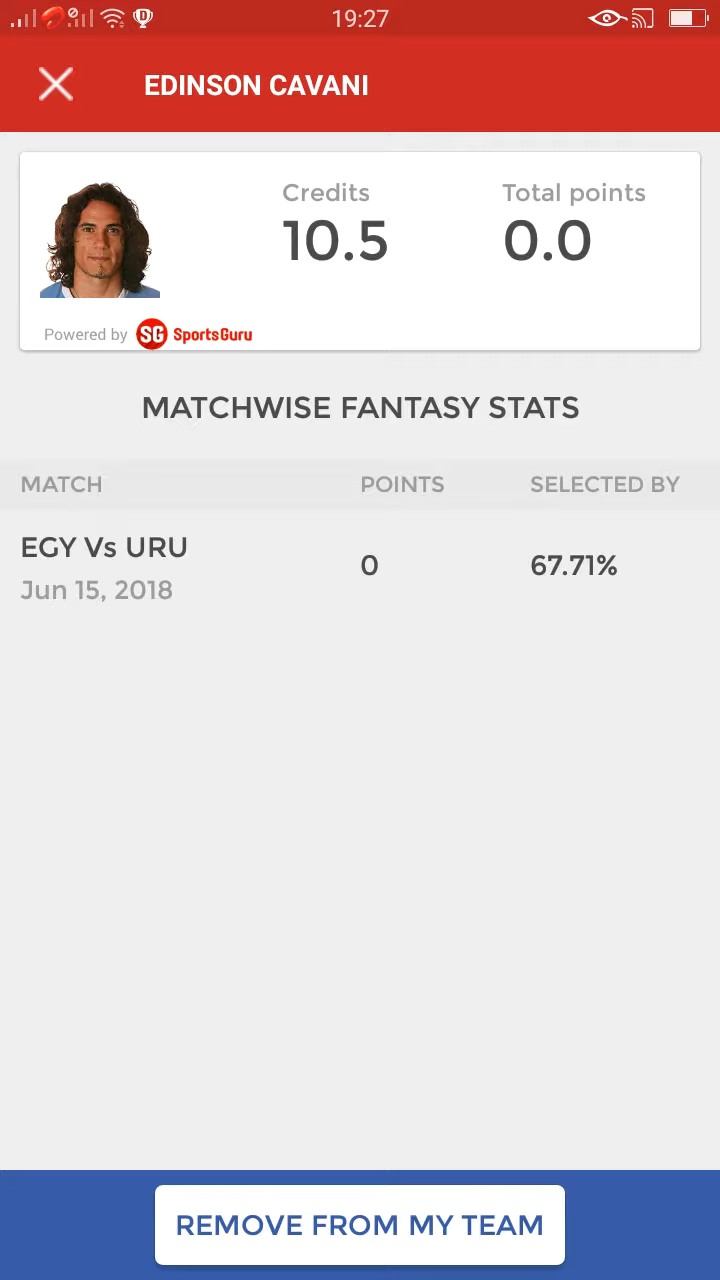 19:27
EDINSON CAVANI
Credits
10.5
Total points
0.0
Powered by SG SportsGuru
MATCHWISE FANTASY STATS
MATCH POINTS SELECTED BY
EGY Vs URU
Jun 15, 2018
0 67.71%
REMOVE FROM MY TEAM